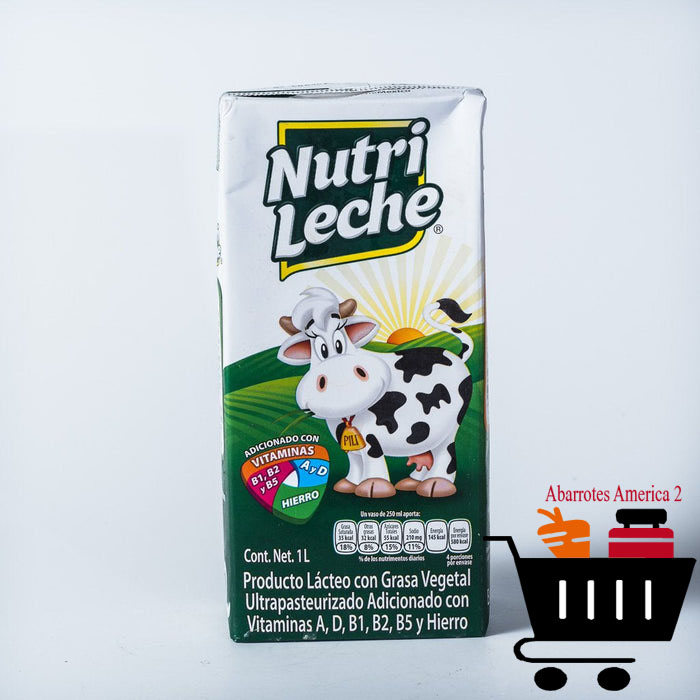 Nutri
Leche®
ADICIONADO CON
VITAMINAS
B1, B2
y B5
A y D
HIERRO
PILI
Un vaso de 250 ml aporta:
Grasa Saturada 35 kcal 18%
Otras grasas 32 kcal 8%
Azúcares Totales 55 kcal 15%
Sodio 210 mg 11%
Energía 145 kcal
Energía por envase 580 kcal
% de los nutrimentos diarios
4 porciones por envase
Cont. Net. 1 L
Producto Lácteo con Grasa Vegetal
Ultrapasteurizado Adicionado con
Vitaminas A, D, B1, B2, B5 y Hierro
Abarrotes America 2